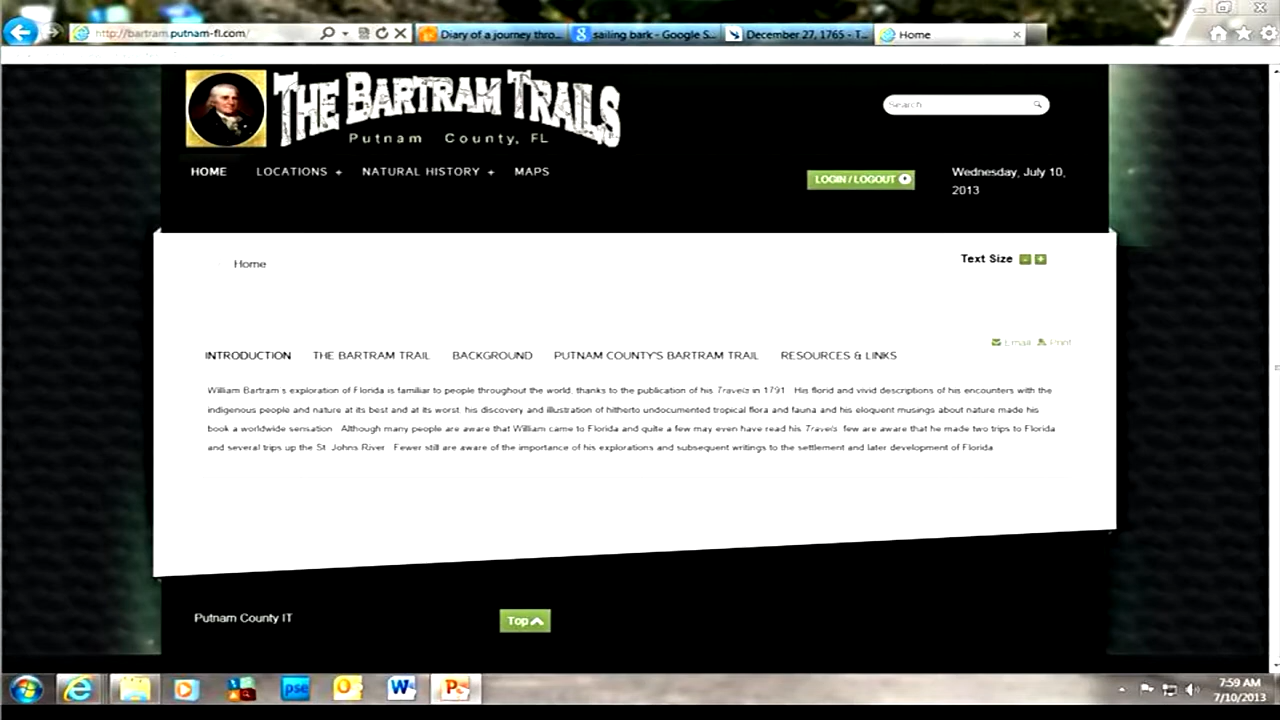 http://bartram.putnam-fl.com/
Diary of a journey thro...
sailing bark - Google S...
December 27, 1765 - T...
Home
THE BARTRAM TRAILS
Putnam County, FL
Search
HOME
LOCATIONS +
NATURAL HISTORY +
MAPS
LOGIN / LOGOUT
Wednesday, July 10,
2013
Home
Text Size - +
Email Print
INTRODUCTION
THE BARTRAM TRAIL
BACKGROUND
PUTNAM COUNTY'S BARTRAM TRAIL
RESOURCES & LINKS
William Bartram's exploration of Florida is familiar to people throughout the world, thanks to the publication of his Travels in 1791. His florid and vivid descriptions of his encounters with the
indigenous people and nature at its best and at its worst, his discovery and illustration of hitherto undocumented tropical flora and fauna and his eloquent musings about nature made his
book a worldwide sensation. Although many people are aware that William came to Florida and quite a few may even have read his Travels, few are aware that he made two trips to Florida
and several trips up the St. Johns River. Fewer still are aware of the importance of his explorations and subsequent writings to the settlement and later development of Florida.
Putnam County IT
Top
pse
7:59 AM
7/10/2013